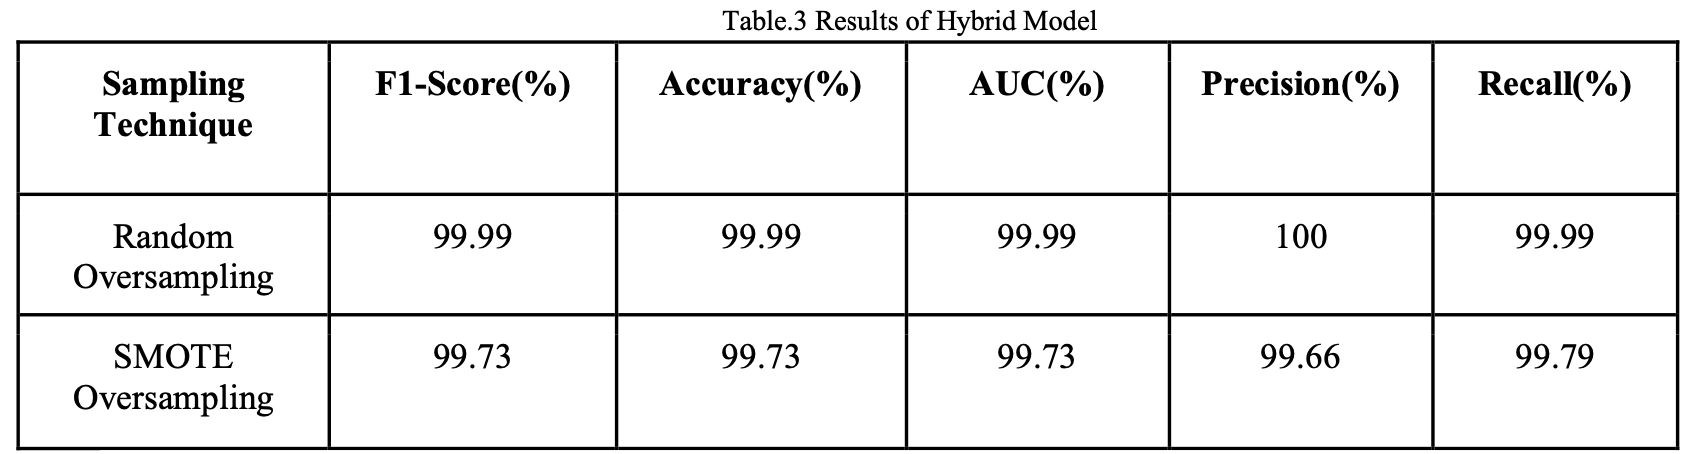 Table.3 Results of Hybrid Model
Sampling Technique F1-Score(%) Accuracy(%) AUC(%) Precision(%) Recall(%)
Random Oversampling 99.99 99.99 99.99 100 99.99
SMOTE Oversampling 99.73 99.73 99.73 99.66 99.79